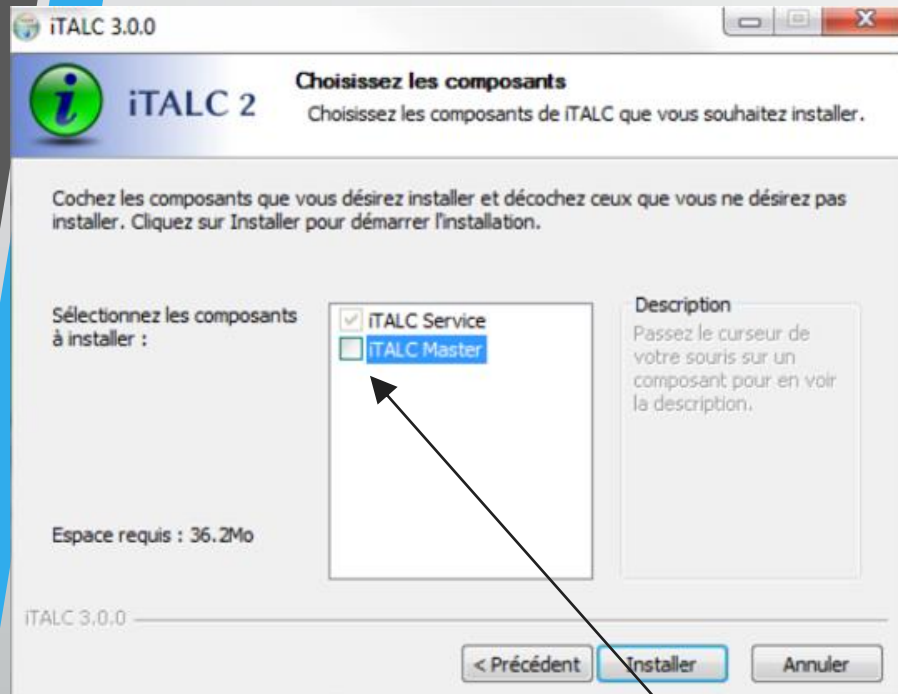 iTALC 3.0.0
iTALC 2
Choisissez les composants
Choisissez les composants de iTALC que vous souhaitez installer.
Cochez les composants que vous désirez installer et décochez ceux que vous ne désirez pas
installer. Cliquez sur Installer pour démarrer l'installation.
Sélectionnez les composants
à installer :
iTALC Service
iTALC Master
Description
Passez le curseur de
votre souris sur un
composant pour en voir
la description.
Espace requis : 36.2Mo
iTALC 3.0.0
< Précédent
Installer
Annuler